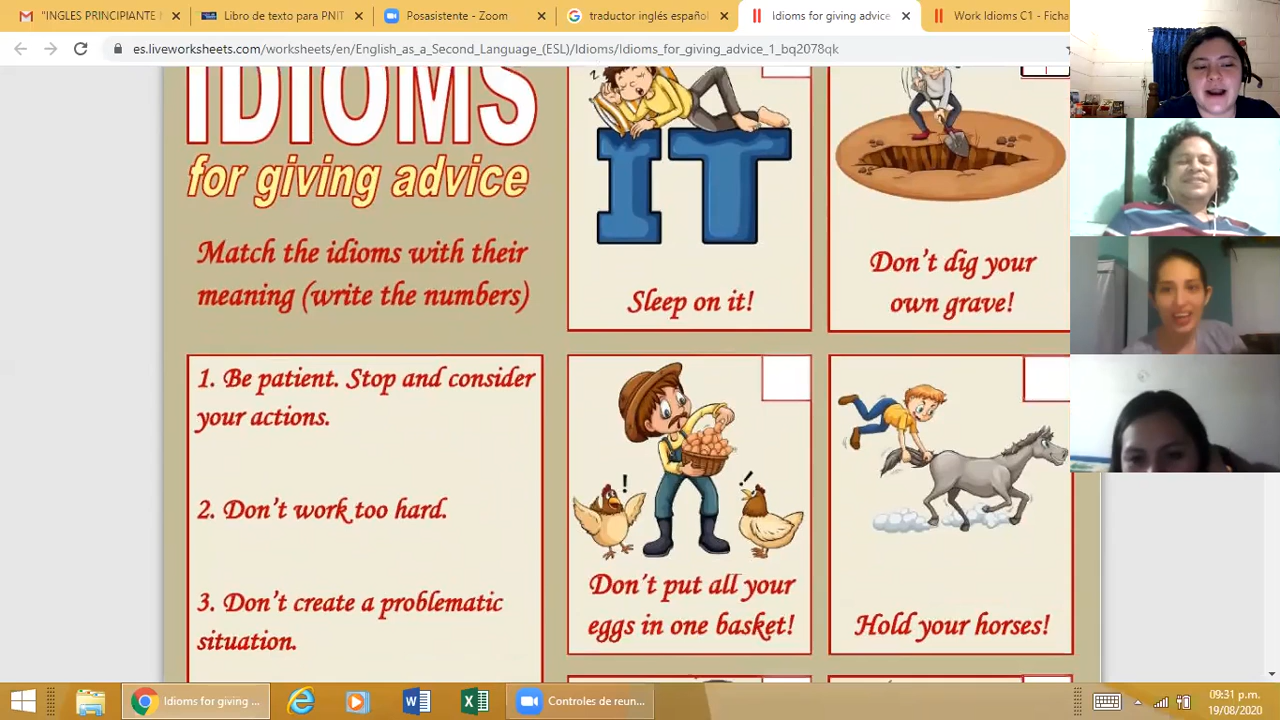 "INGLES PRINCIPIANTE
Libro de texto para PNIT
Posasistente - Zoom
traductor inglés español
Idioms for giving advice
Work Idioms C1 - Ficha
es.liveworksheets.com/worksheets/en/English_as_a_Second_Language_(ESL)/Idioms/Idioms_for_giving_advice_1_bq2078qk
IDIOMS
for giving advice
Match the idioms with their
meaning (write the numbers)
1. Be patient. Stop and consider
your actions.
2. Don't work too hard.
3. Don't create a problematic
situation.
IT
Sleep on it!
Don't dig your
own grave!
Don't put all your
eggs in one basket!
Hold your horses!
Idioms for giving ...
Controles de reun...
09:31 p.m.
19/08/2020